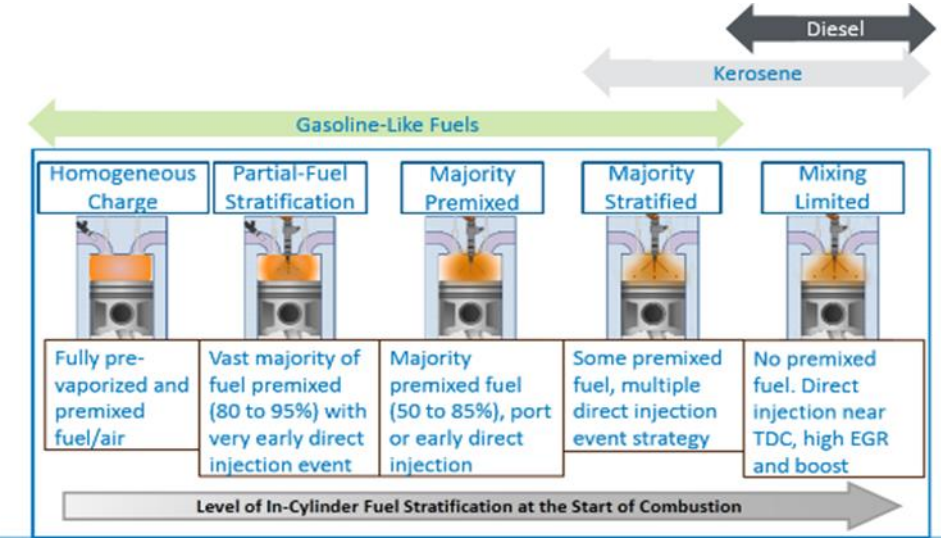 Diesel
Kerosene
Gasoline-Like Fuels
Homogeneous
Charge
Partial-Fuel
Stratification
Majority
Premixed
Majority
Stratified
Mixing
Limited
Fully pre-
vaporized and
premixed
fuel/air
Vast majority of
fuel premixed
(80 to 95%) with
very early direct
injection event
Majority
premixed fuel
(50 to 85%), port
or early direct
injection
Some premixed
fuel, multiple
direct injection
event strategy
No premixed
fuel. Direct
injection near
TDC, high EGR
and boost
Level of In-Cylinder Fuel Stratification at the Start of Combustion